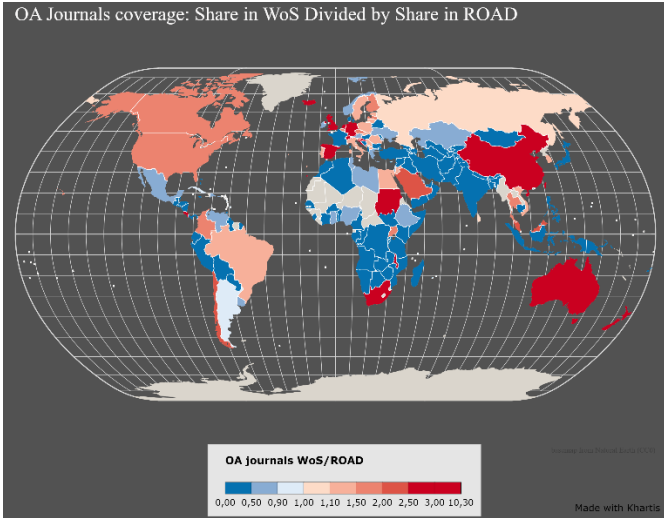 OA Journals coverage: Share in WoS Divided by Share in ROAD
OA journals WoS/ROAD
0,00 0,50 0,90 1,00 1,10 1,50 2,00 2,50 3,00 10,30
Made with Khartis